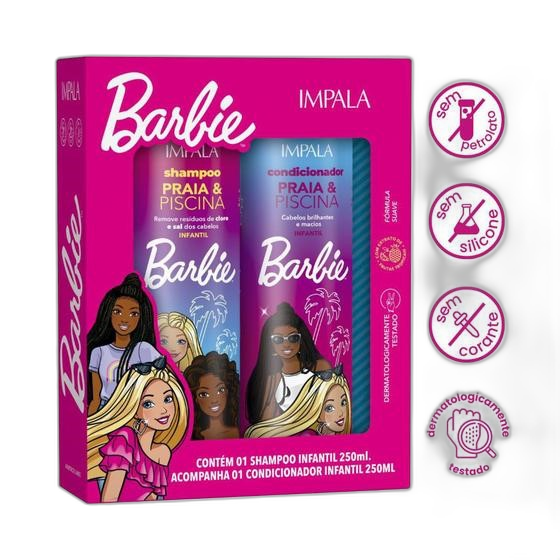 IMPALA
Barbie
IMPALA
Barbie
IMPALA
shampoo
PRAIA &
PISCINA
Remove resíduos de cloro
e sal dos cabelos
INFANTIL
Barbie
IMPALA
condicionador
PRAIA &
PISCINA
Cabelos brilhantes
e macios
INFANTIL
Barbie
FÓRMULA
SUAVE
DERMATOLOGICAMENTE
TESTADO
CONTÉM 01 SHAMPOO INFANTIL 250ml.
ACOMPANHA 01 CONDICIONADOR INFANTIL 250ML
sem
petrolato
sem
silicone
sem
corante
dermatologicamente
testado